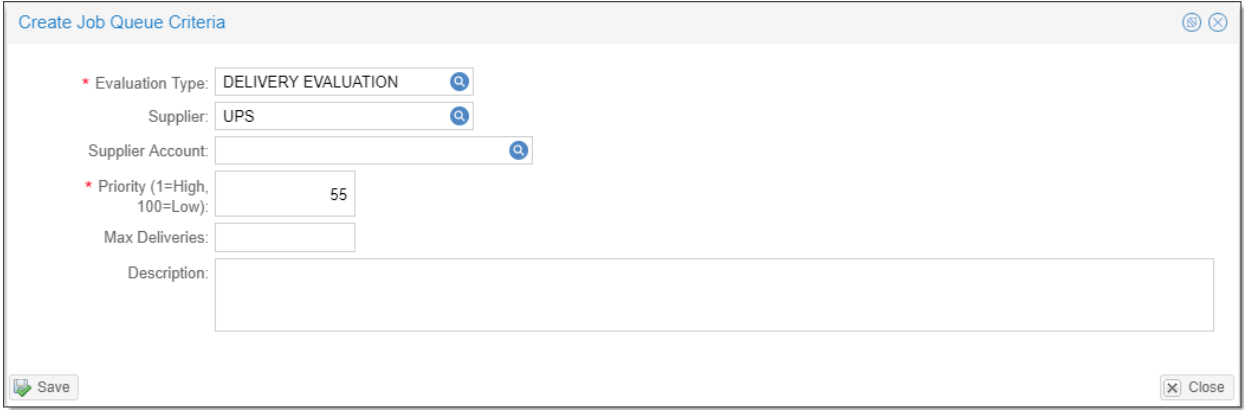 Create Job Queue Criteria
* Evaluation Type: DELIVERY EVALUATION
Supplier: UPS
Supplier Account:
* Priority (1=High,
100=Low): 55
Max Deliveries:
Description:
Save
Close